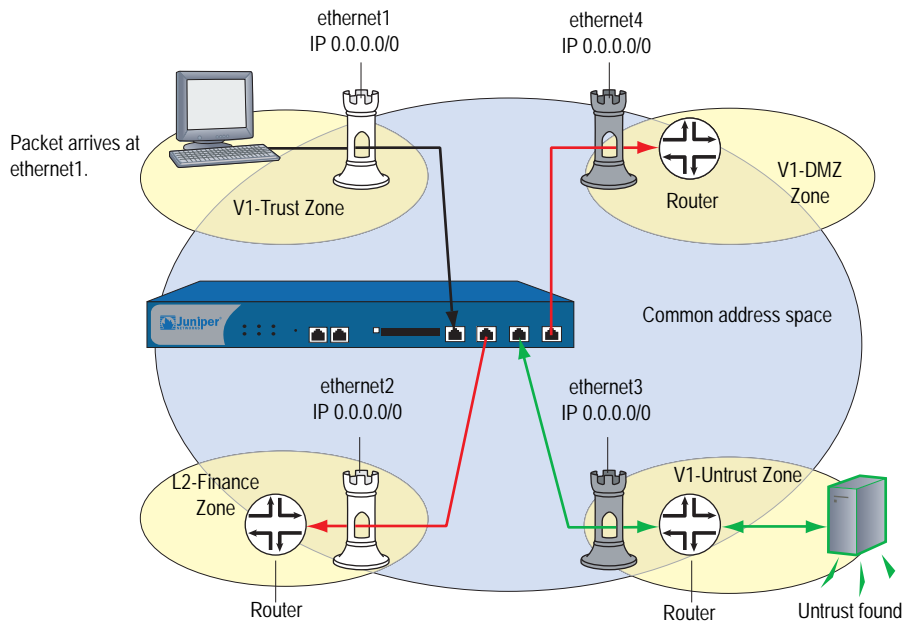 ethernet1
IP 0.0.0.0/0
ethernet4
IP 0.0.0.0/0
Packet arrives at
ethernet1.
V1-Trust Zone
Router
V1-DMZ
Zone
Juniper
NETWORKS
Common address space
ethernet2
IP 0.0.0.0/0
ethernet3
IP 0.0.0.0/0
L2-Finance
Zone
V1-Untrust Zone
Router
Router
Untrust found